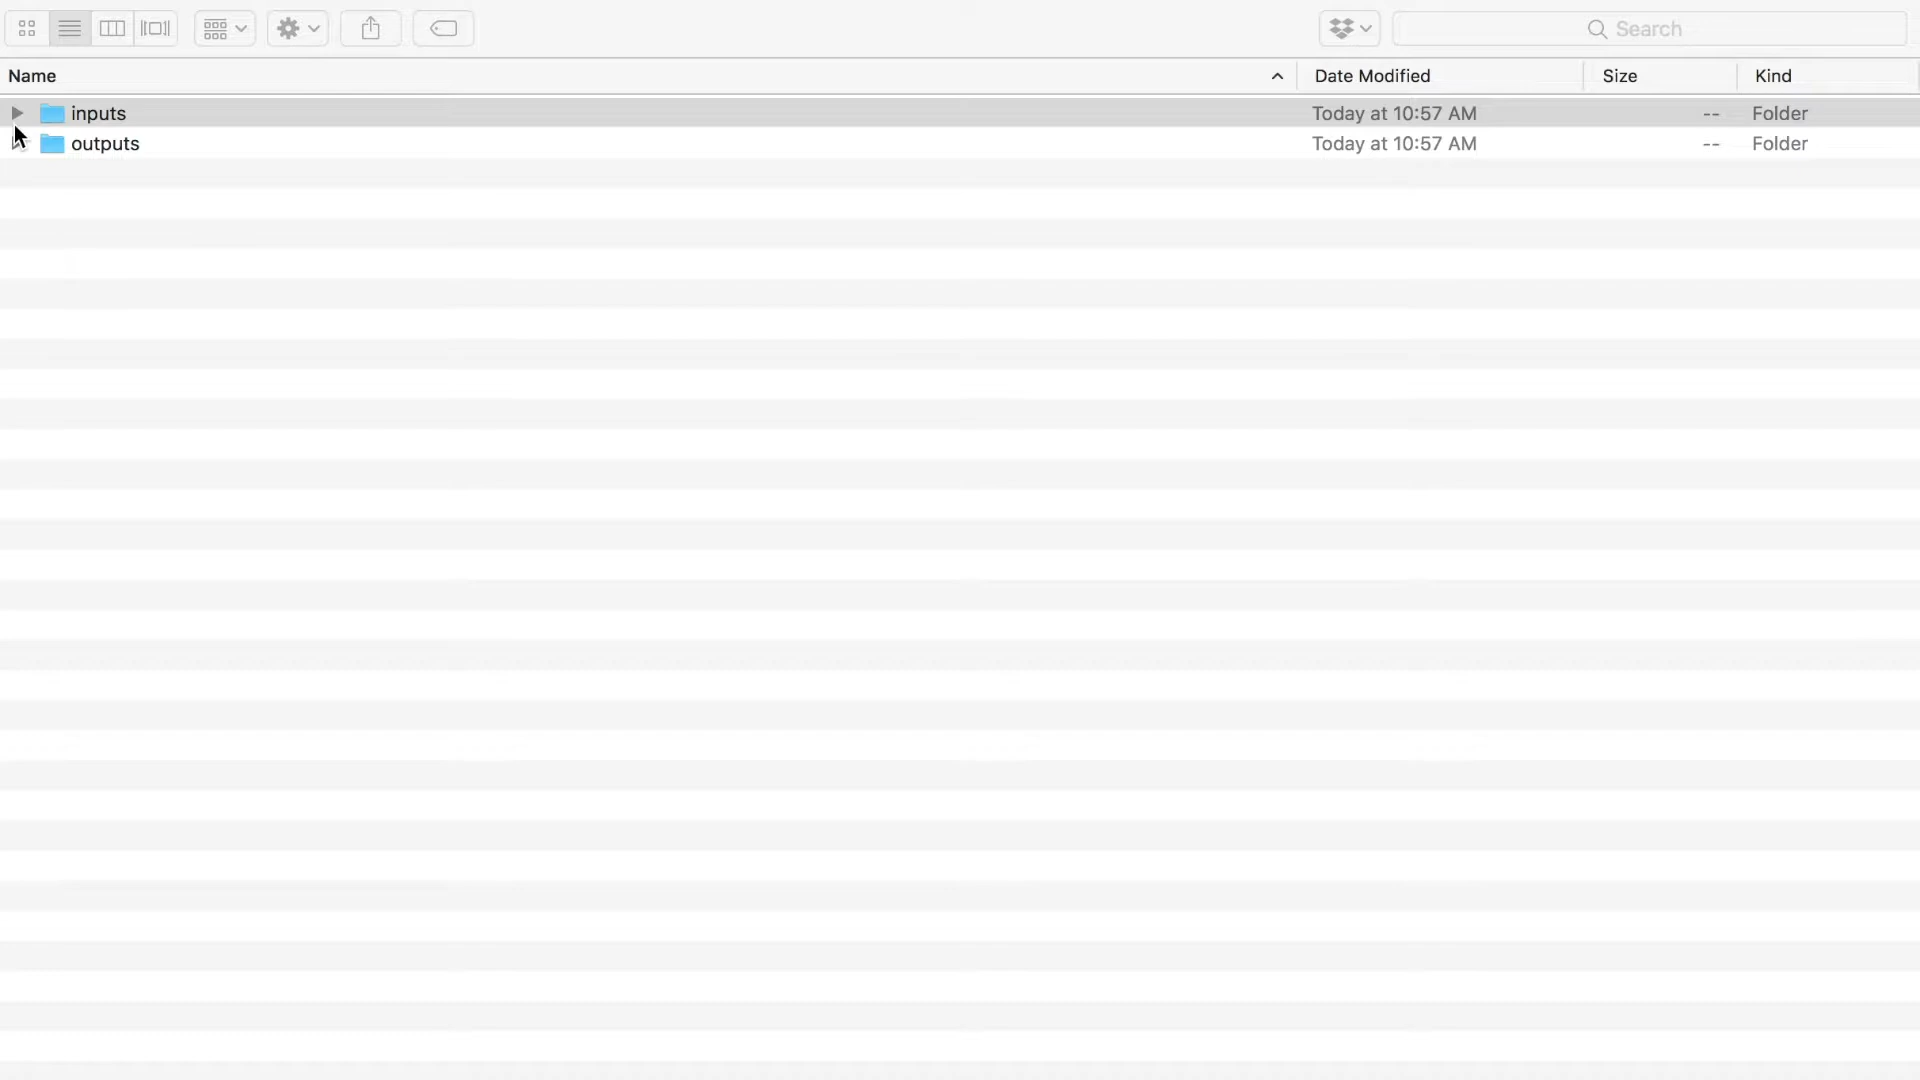 Search
Name Date Modified Size Kind
inputs Today at 10:57 AM -- Folder
outputs Today at 10:57 AM -- Folder